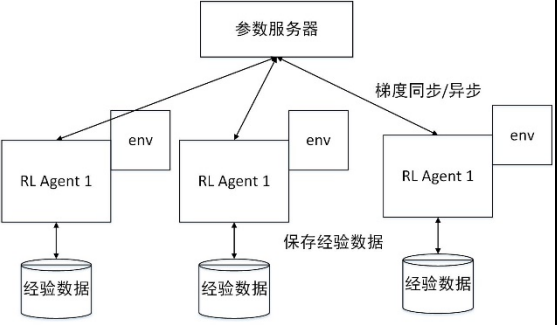 参数服务器
梯度同步/异步
env
env
env
RL Agent 1
RL Agent 1
RL Agent 1
保存经验数据
经验数据
经验数据
经验数据